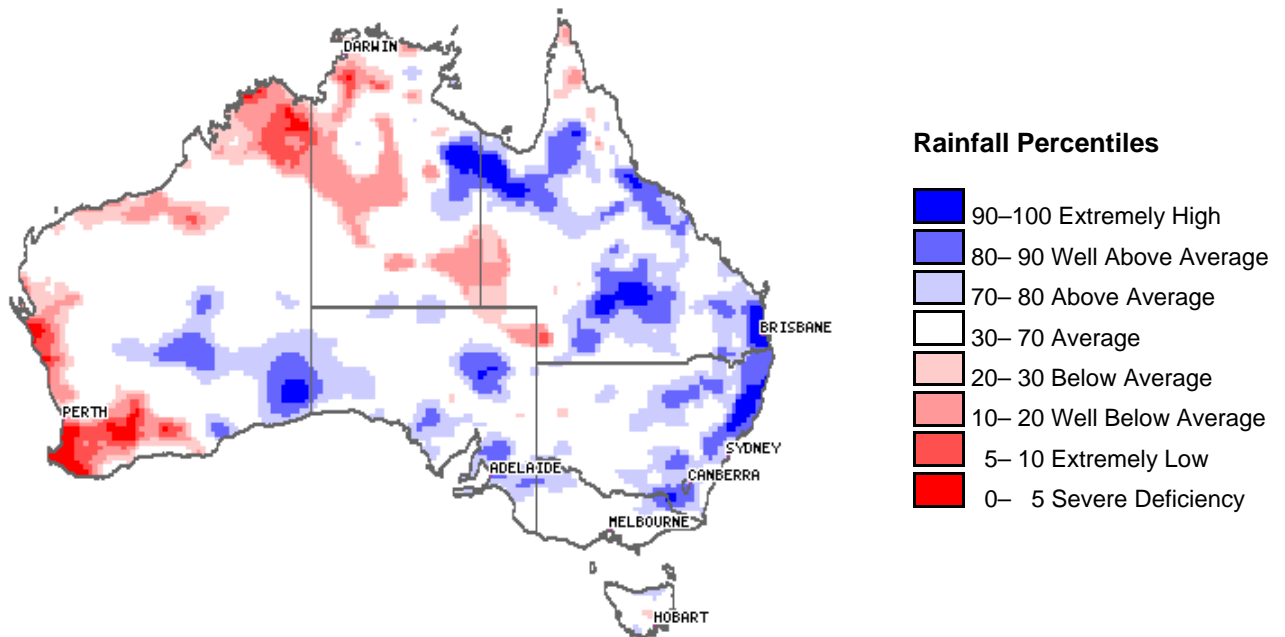 DARWIN
BRISBANE
PERTH
SYDNEY
ADELAIDE
CANBERRA
MELBOURNE
HOBART
Rainfall Percentiles
90–100 Extremely High
80– 90 Well Above Average
70– 80 Above Average
30– 70 Average
20– 30 Below Average
10– 20 Well Below Average
5– 10 Extremely Low
0– 5 Severe Deficiency